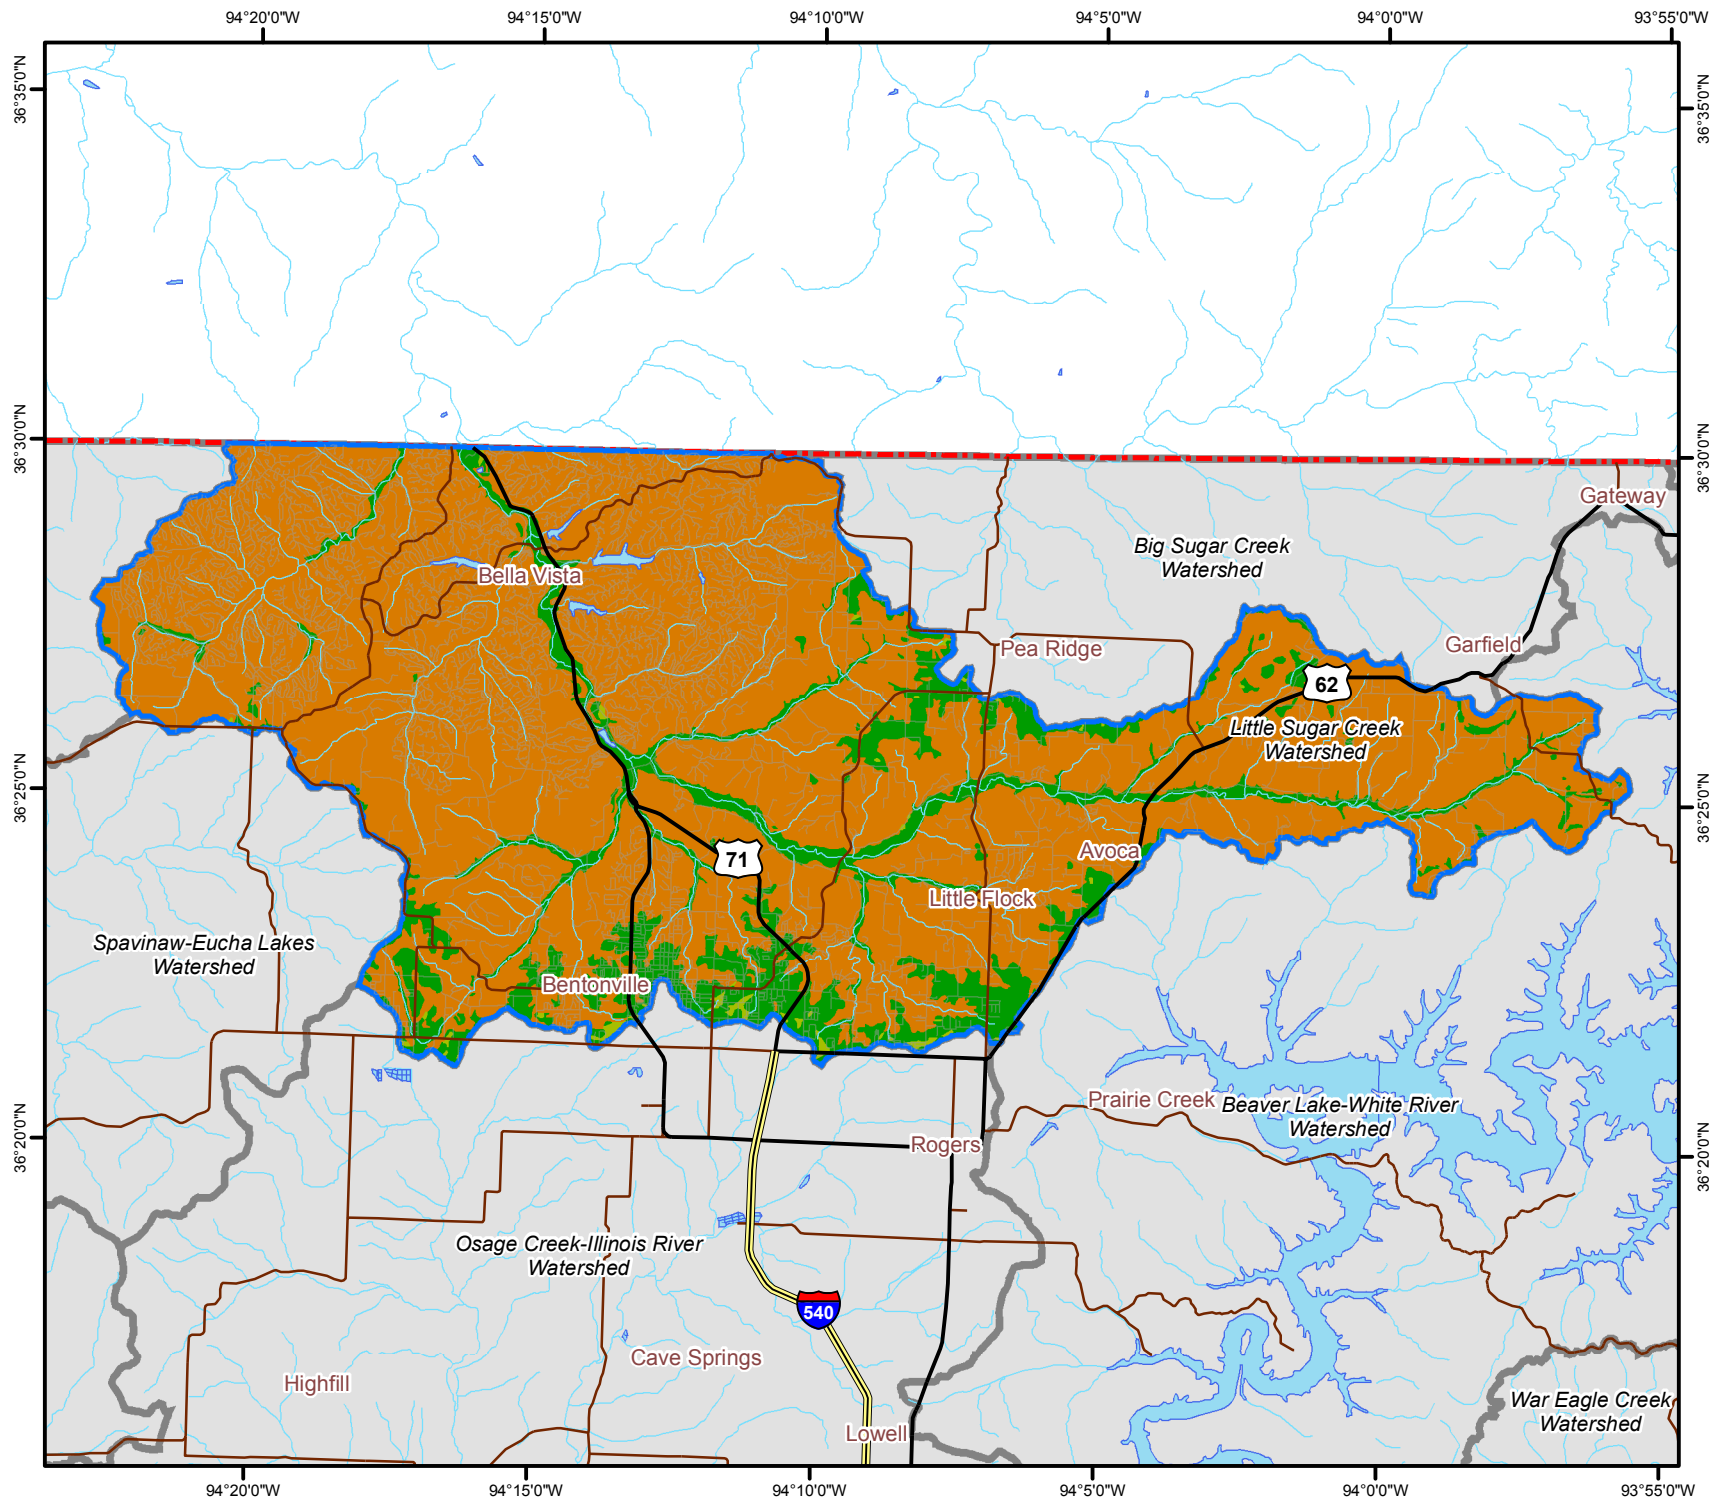 94°20'0"W
94°15'0"W
94°10'0"W
94°5'0"W
94°0'0"W
93°55'0"W
36°35'0"N
36°35'0"N
36°30'0"N
36°30'0"N
Gateway
Big Sugar Creek
Watershed
Bella Vista
Pea Ridge
Garfield
62
Little Sugar Creek
Watershed
36°25'0"N
36°25'0"N
71
Avoca
Little Flock
Spavinaw-Eucha Lakes
Watershed
Bentonville
Prairie Creek
Beaver Lake-White River
Watershed
36°20'0"N
36°20'0"N
Rogers
Osage Creek-Illinois River
Watershed
540
Cave Springs
Highfill
War Eagle Creek
Watershed
Lowell
94°20'0"W
94°15'0"W
94°10'0"W
94°5'0"W
94°0'0"W
93°55'0"W